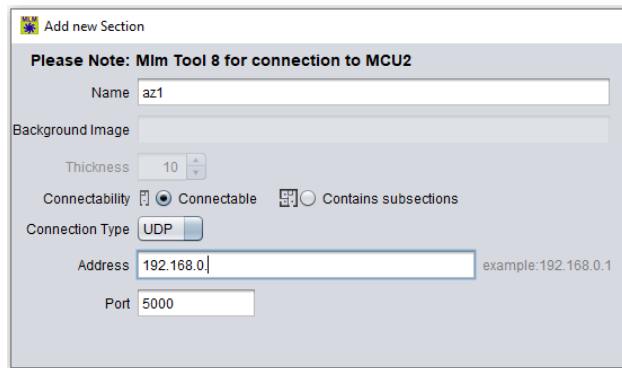 MLM Add new Section
Please Note: Mlm Tool 8 for connection to MCU2
Name az1
Background Image
Thickness 10
Connectability Connectable Contains subsections
Connection Type UDP
Address 192.168.0. example:192.168.0.1
Port 5000